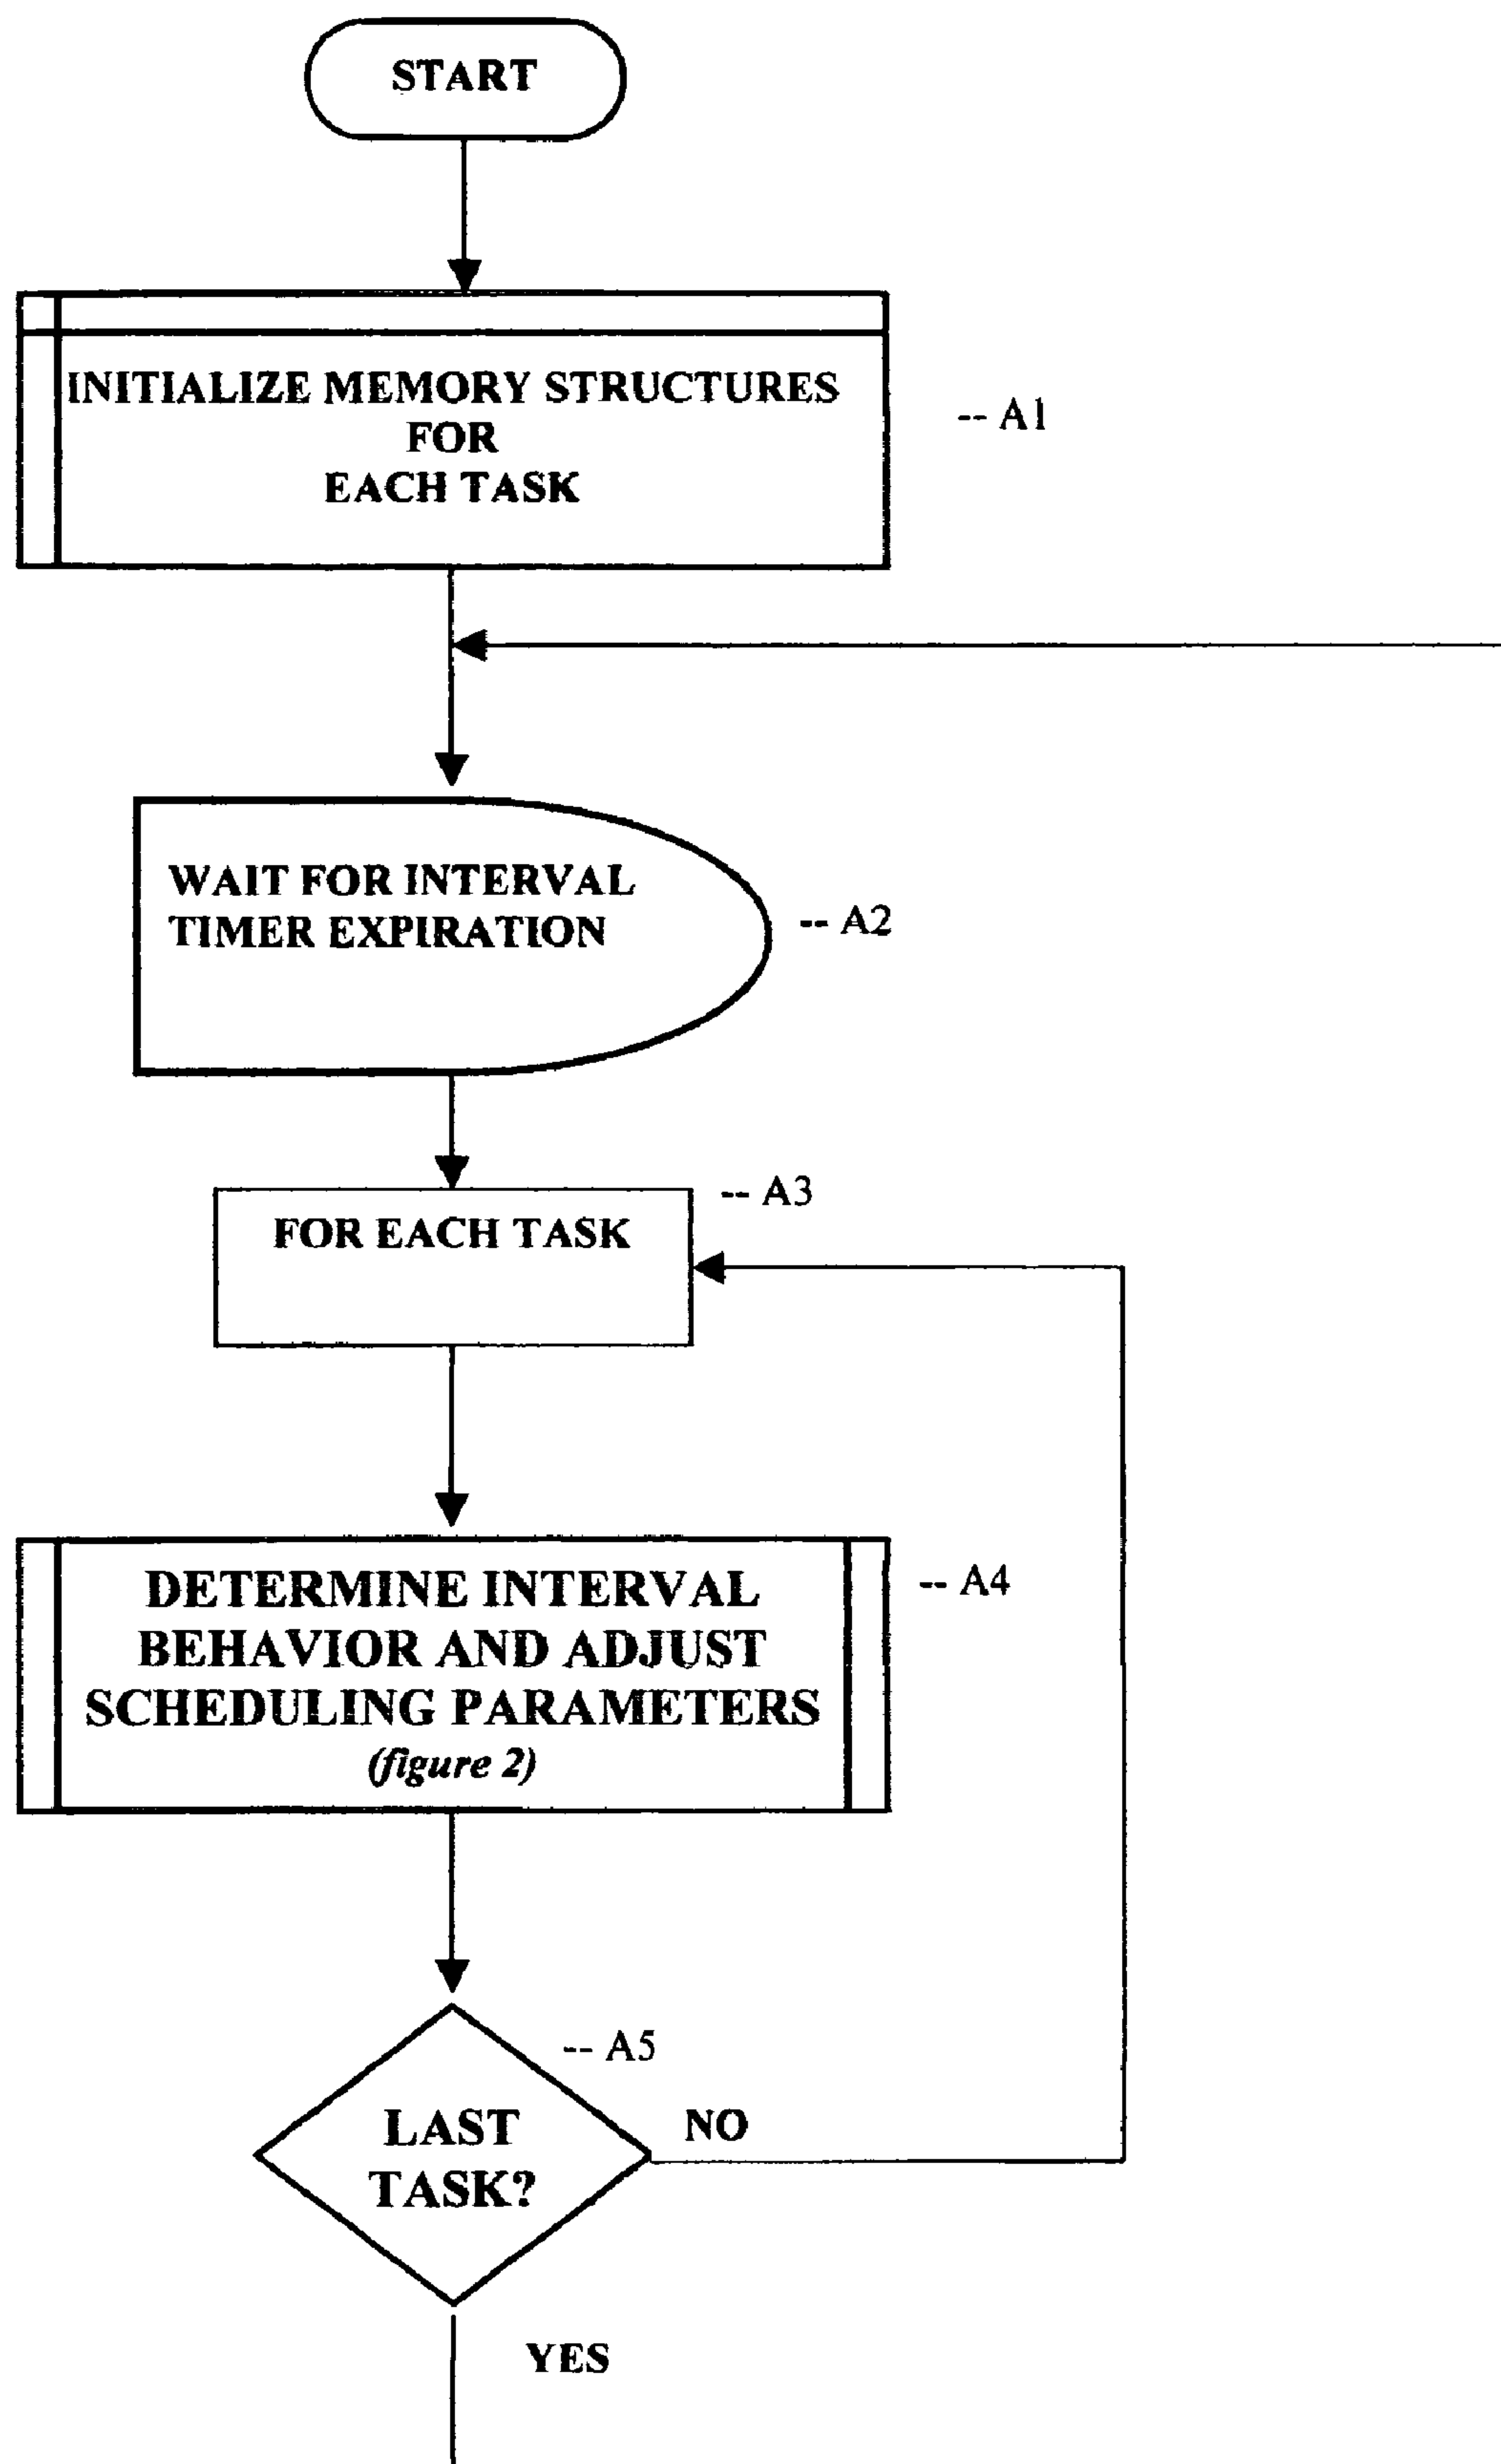 START
INITIALIZE MEMORY STRUCTURES
FOR
EACH TASK
-- A1
WAIT FOR INTERVAL
TIMER EXPIRATION
-- A2
-- A3
FOR EACH TASK
DETERMINE INTERVAL
BEHAVIOR AND ADJUST
SCHEDULING PARAMETERS
(figure 2)
-- A4
-- A5
LAST
TASK?
NO
YES